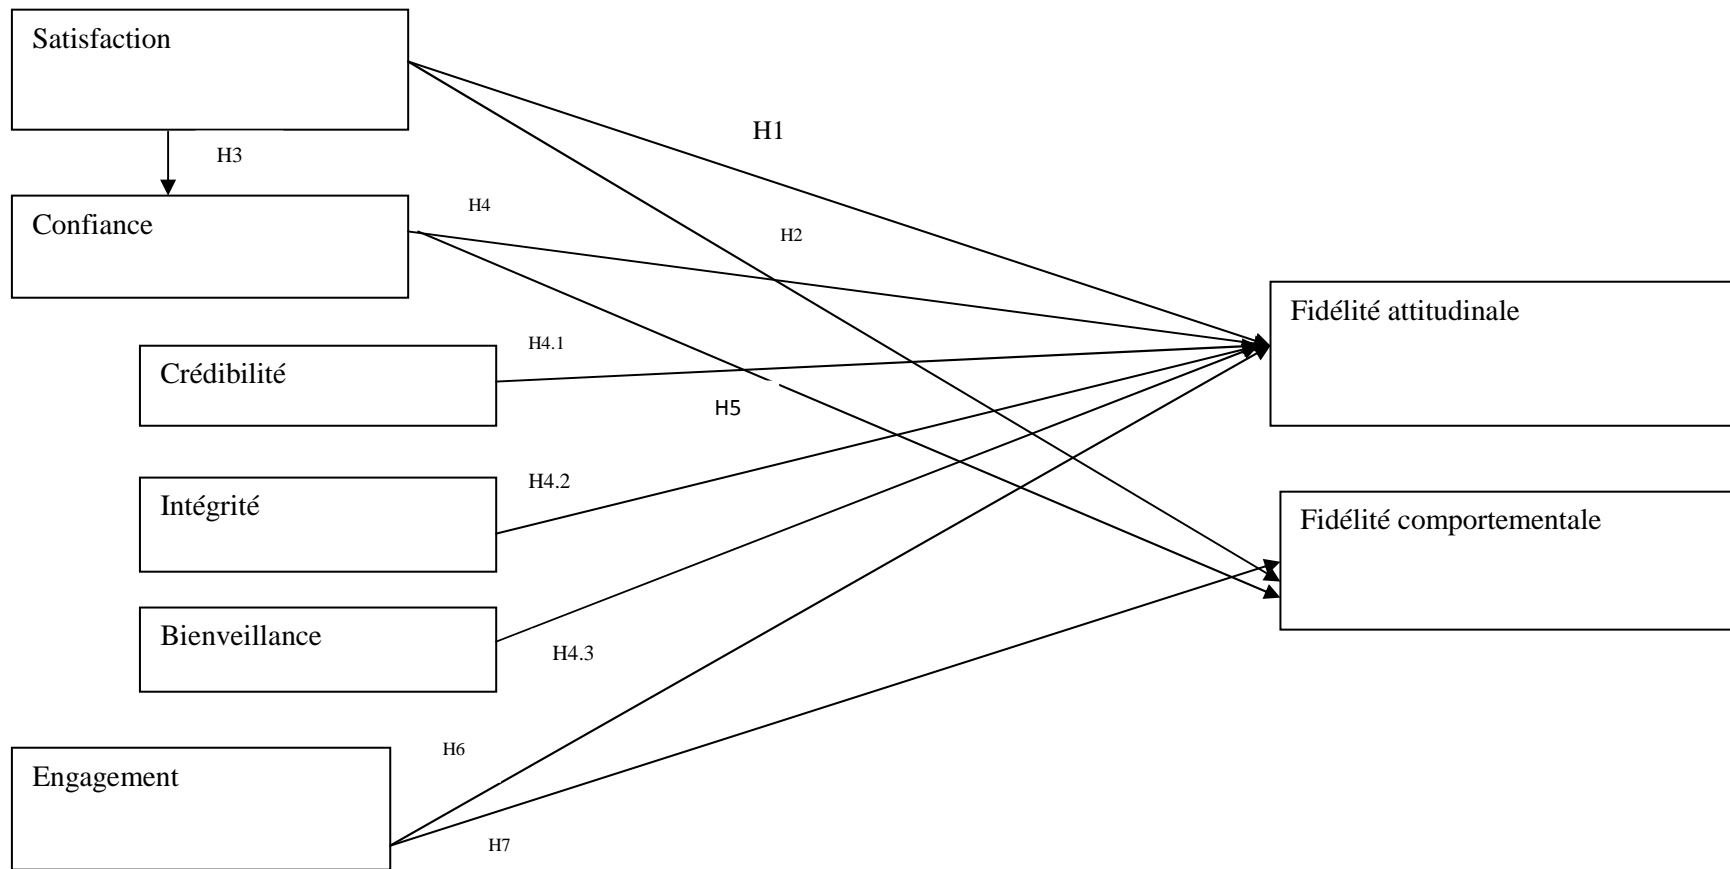 Satisfaction
H1
H3
Confiance
H4
H2
Fidélité attitudinale
Crédibilité
H4.1
H5
Intégrité
H4.2
Fidélité comportementale
Bienveillance
H4.3
Engagement
H6
H7